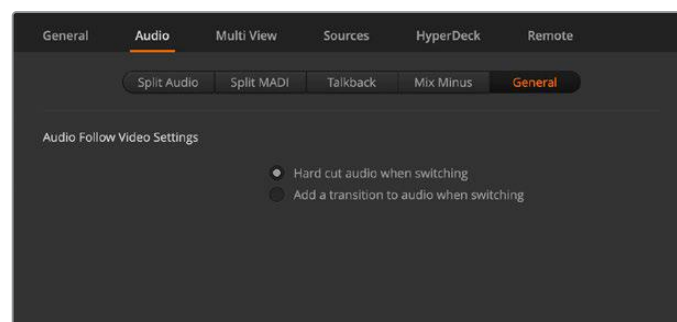 General Audio Multi View Sources HyperDeck Remote
Split Audio Split MADI Talkback Mix Minus General
Audio Follow Video Settings
Hard cut audio when switching
Add a transition to audio when switching